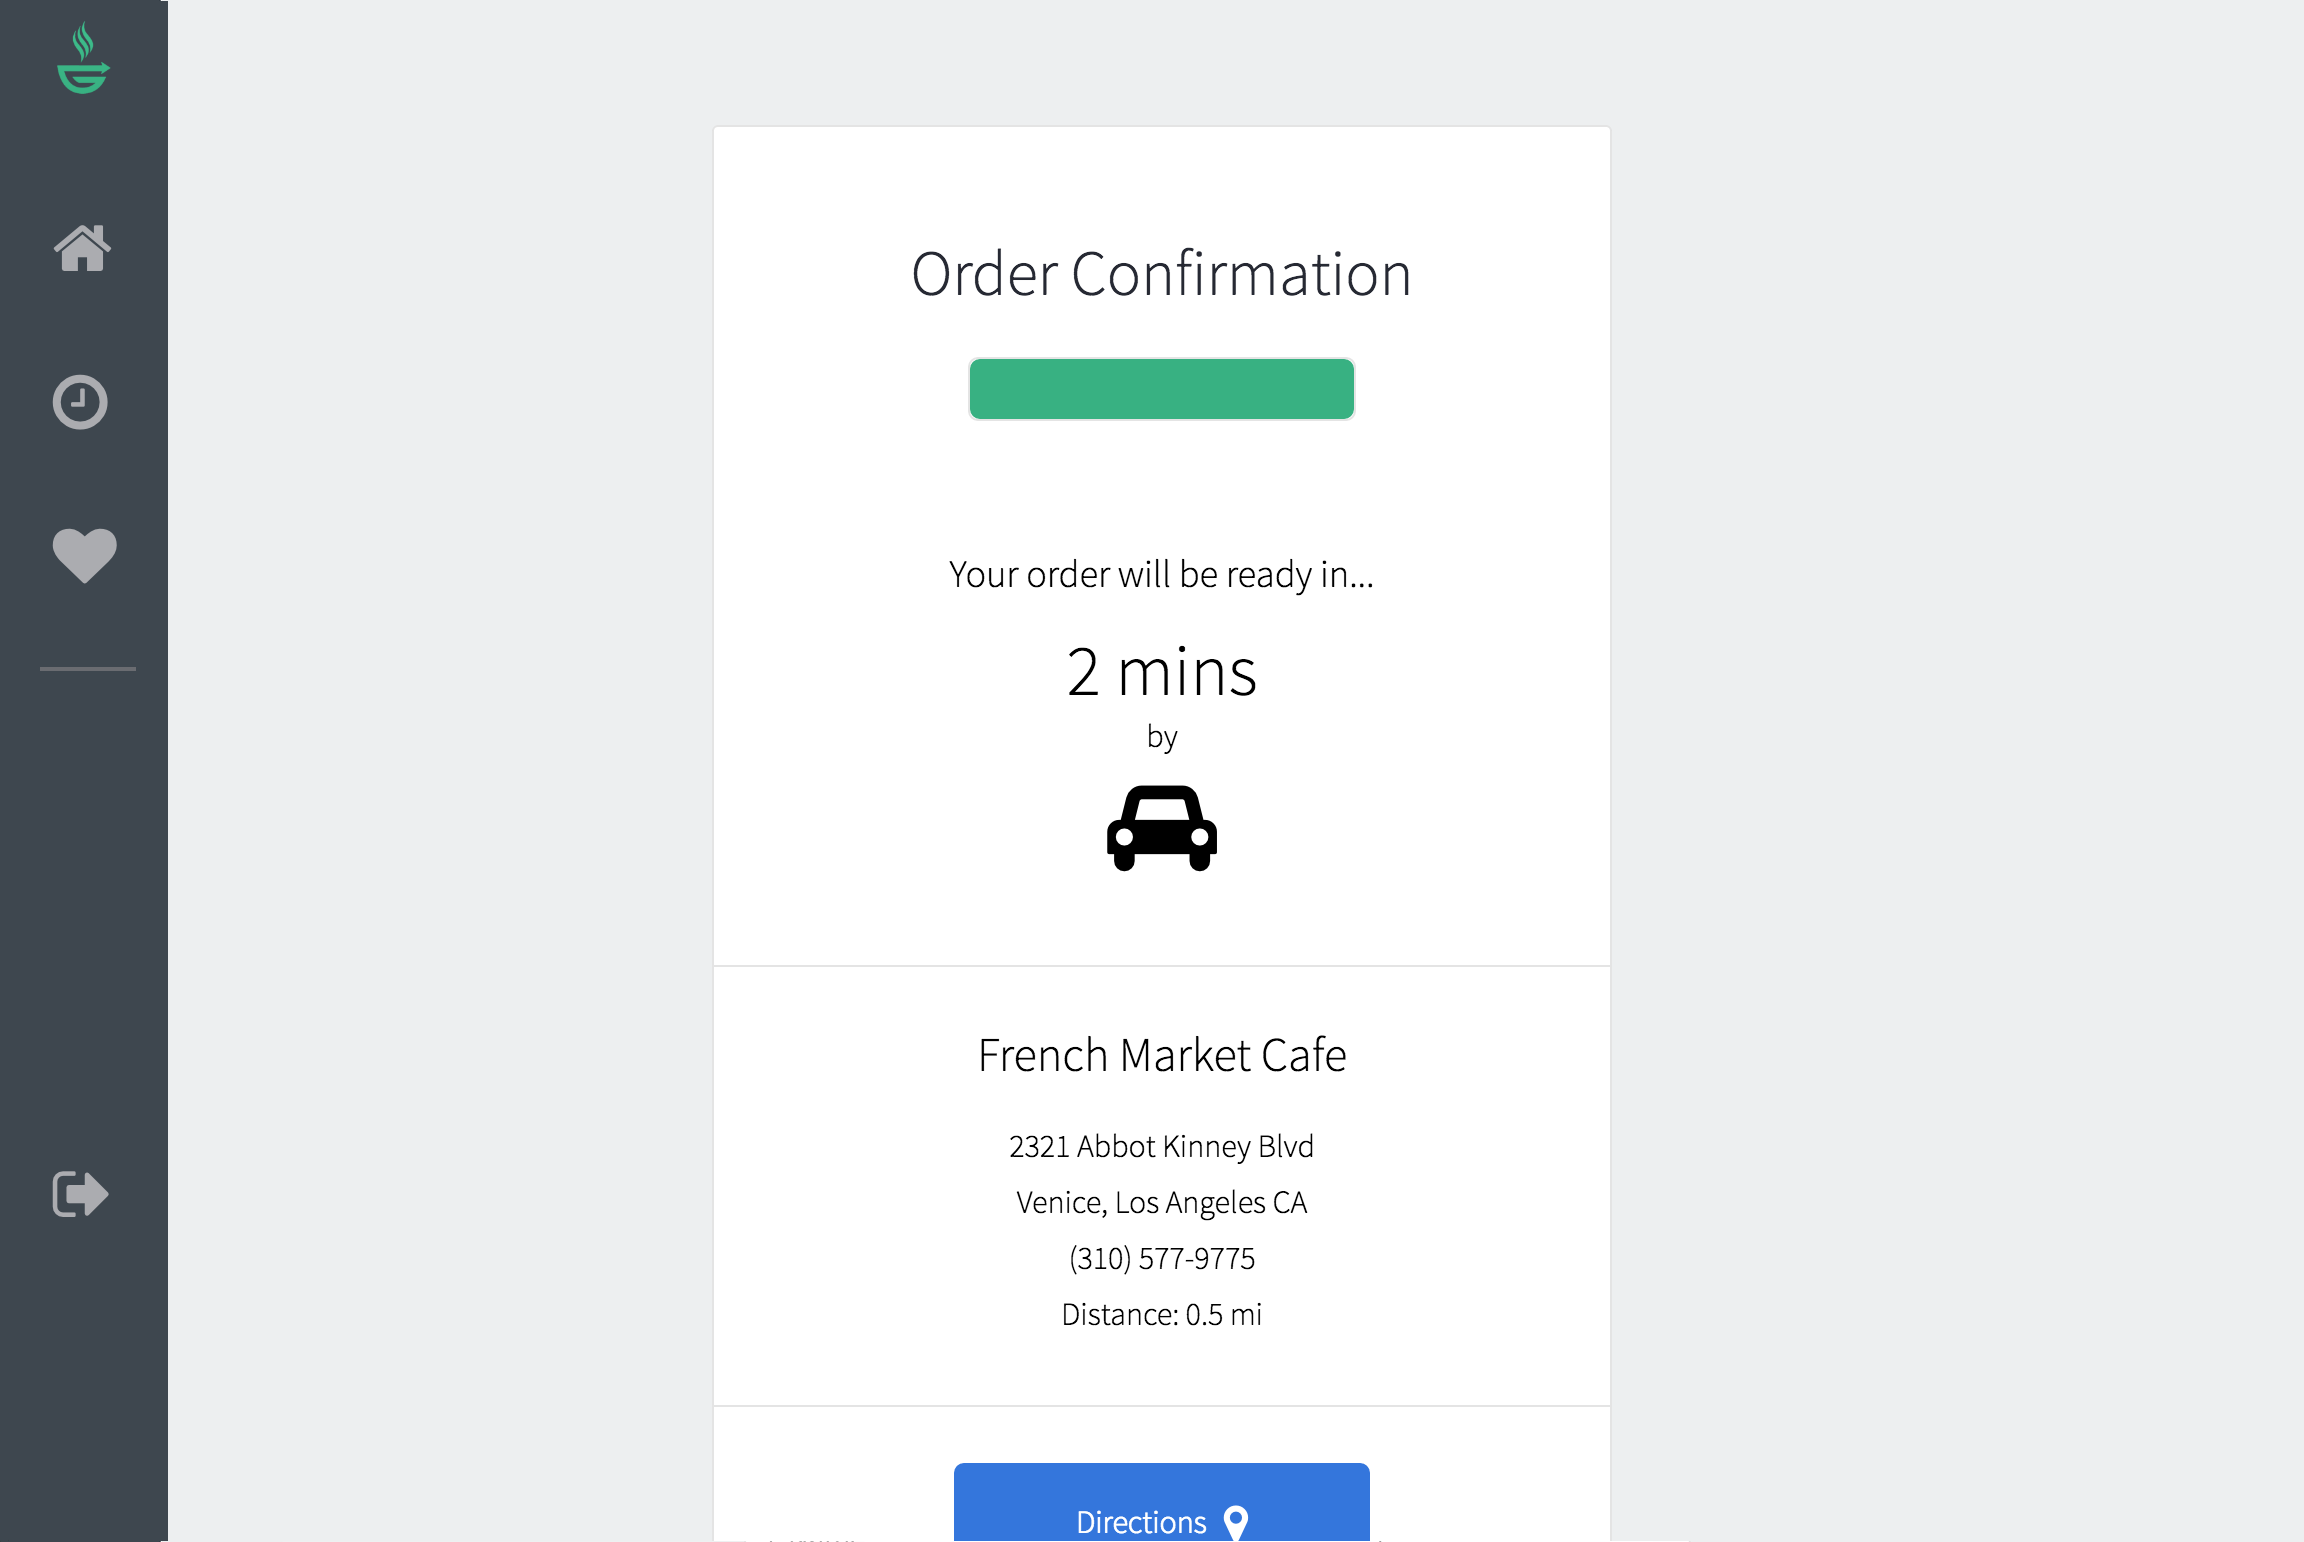 Order Confirmation
Your order will be ready in...
2 mins
by
French Market Cafe
2321 Abbot Kinney Blvd
Venice, Los Angeles CA
(310) 577-9775
Distance: 0.5 mi
Directions